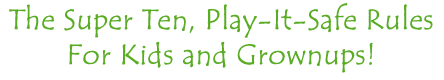 The Super Ten, Play-It-Safe Rules
For Kids and Grownups!